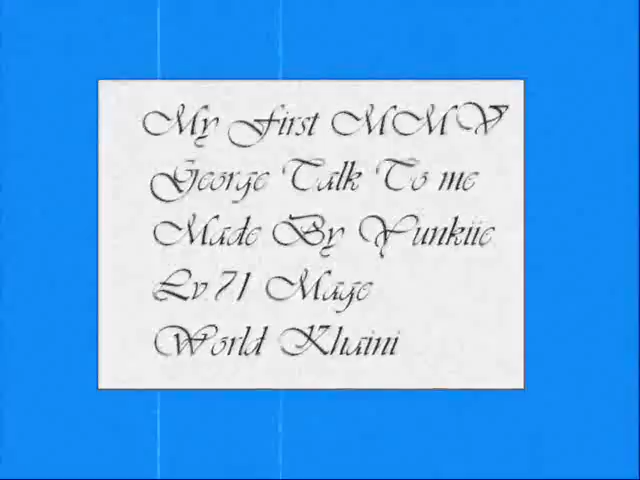 My First MMV
George Talk To me
Made By Yunkiie
Lv.71 Mage
World Khaini